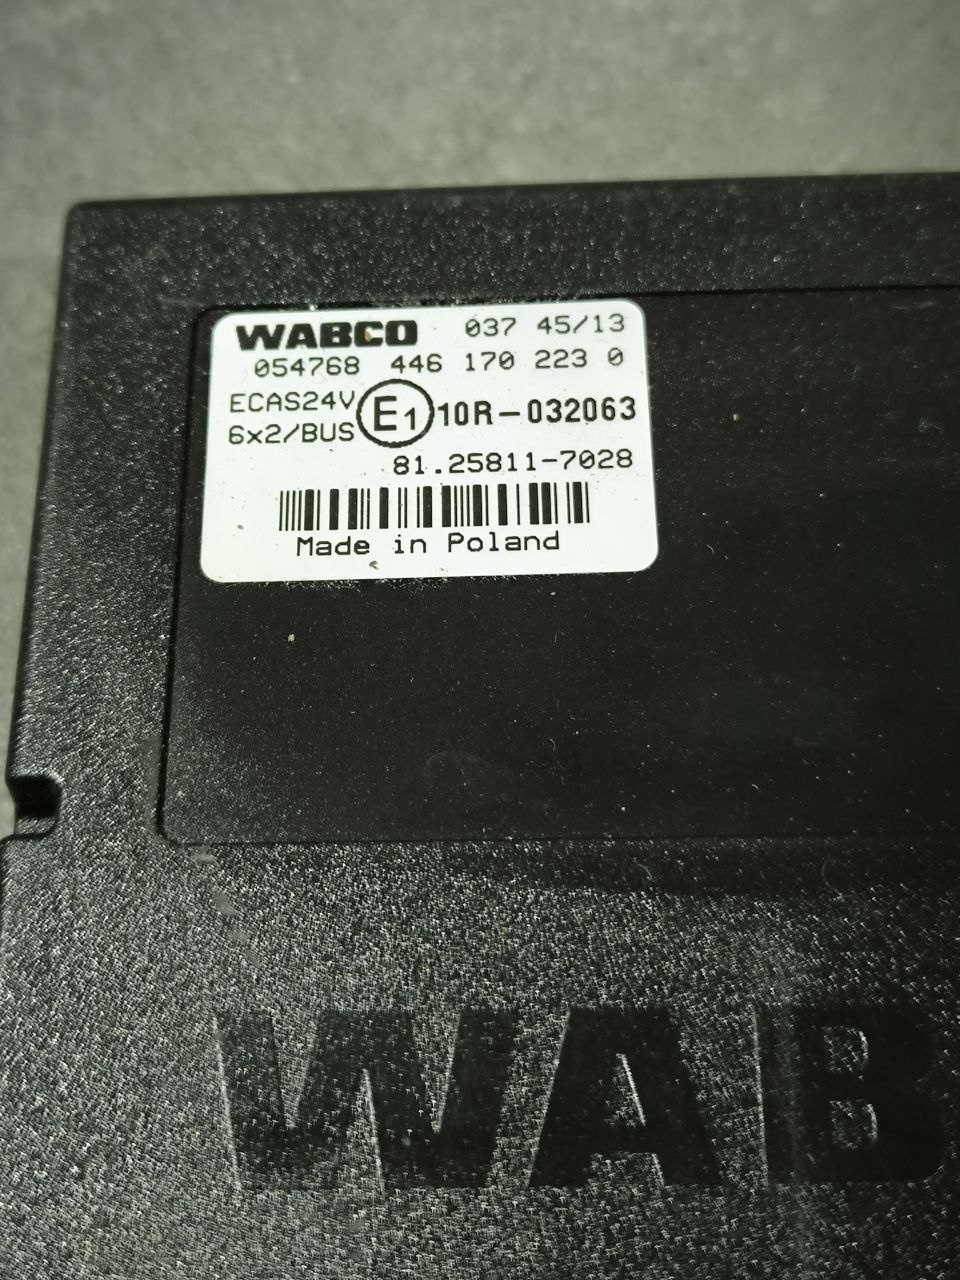 WABCO 037 45/13
054768 446 170 223 0
ECAS24V
6x2/BUS
E1 10R-032063
81.25811-7028
Made in Poland
WAB